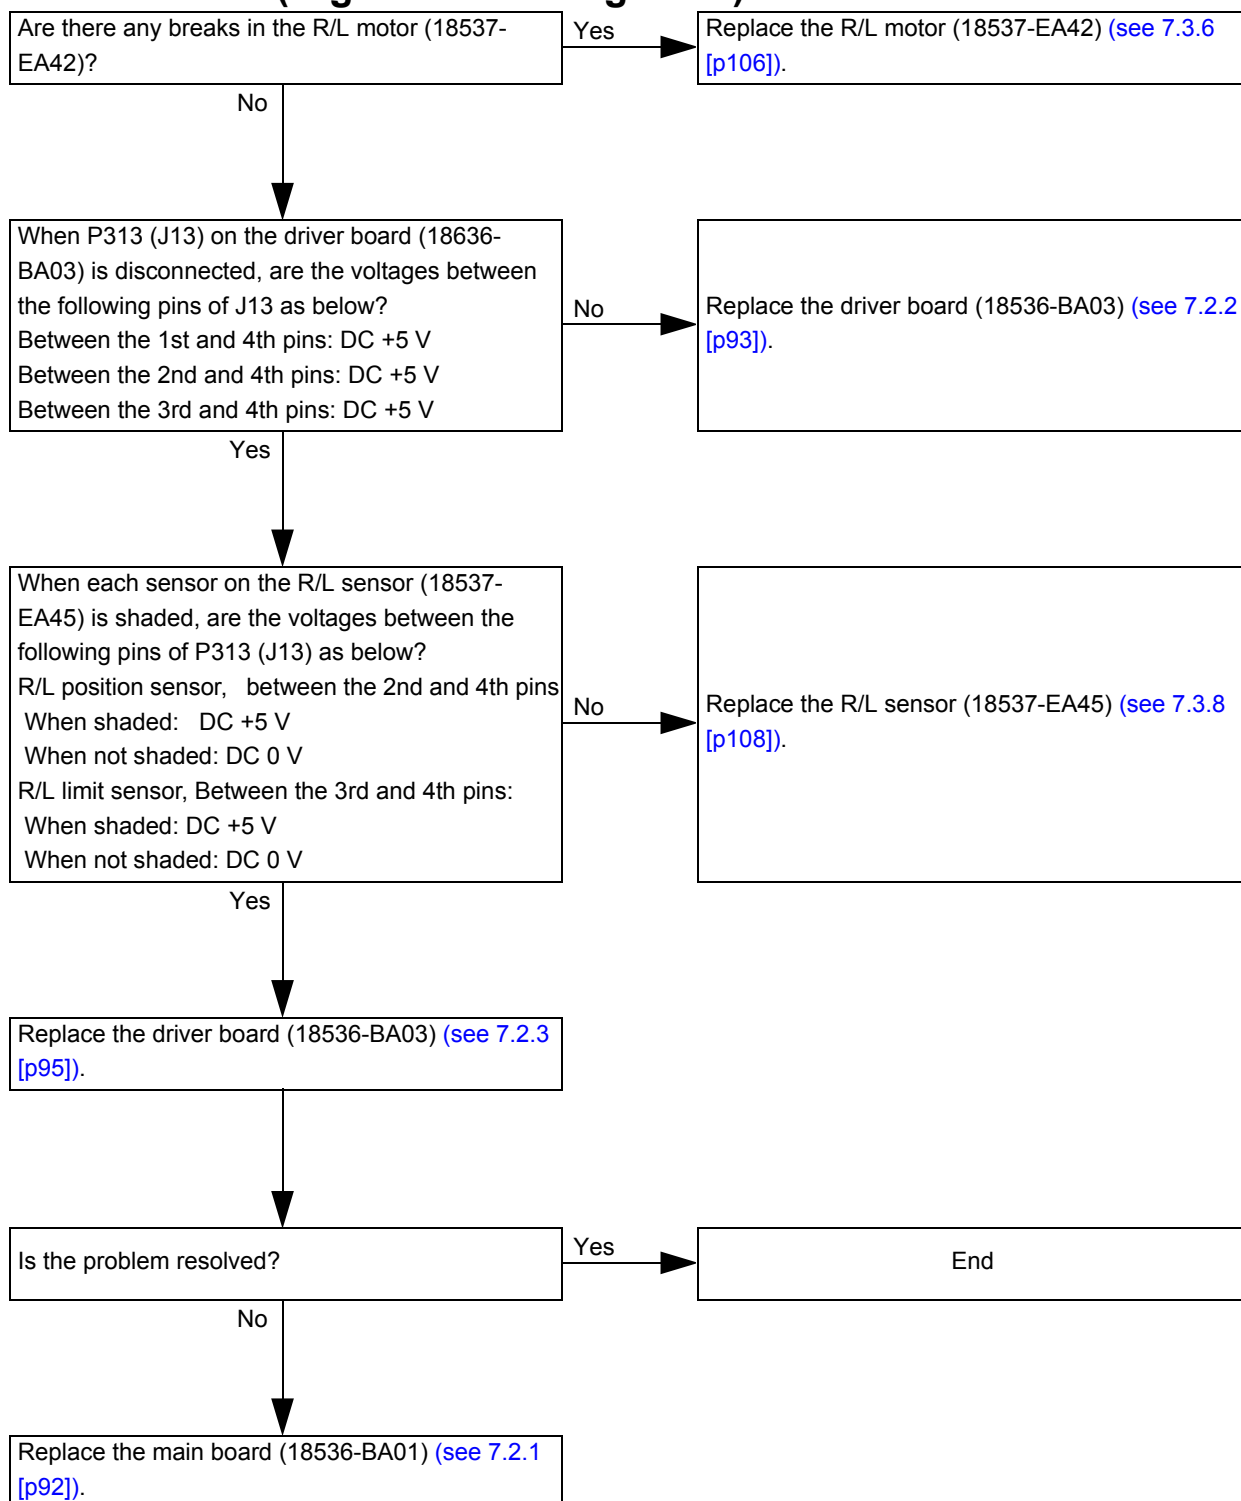 Are there any breaks in the R/L motor (18537-
EA42)?
Yes
Replace the R/L motor (18537-EA42) (see 7.3.6
[p106]).
No
When P313 (J13) on the driver board (18636-
BA03) is disconnected, are the voltages between
the following pins of J13 as below?
Between the 1st and 4th pins: DC +5 V
Between the 2nd and 4th pins: DC +5 V
Between the 3rd and 4th pins: DC +5 V
No
Replace the driver board (18536-BA03) (see 7.2.2
[p93]).
Yes
When each sensor on the R/L sensor (18537-
EA45) is shaded, are the voltages between the
following pins of P313 (J13) as below?
R/L position sensor,   between the 2nd and 4th pins
When shaded:   DC +5 V
When not shaded: DC 0 V
R/L limit sensor, Between the 3rd and 4th pins:
When shaded: DC +5 V
When not shaded: DC 0 V
No
Replace the R/L sensor (18537-EA45) (see 7.3.8
[p108]).
Yes
Replace the driver board (18536-BA03) (see 7.2.3
[p95]).
Is the problem resolved?
Yes
End
No
Replace the main board (18536-BA01) (see 7.2.1
[p92]).